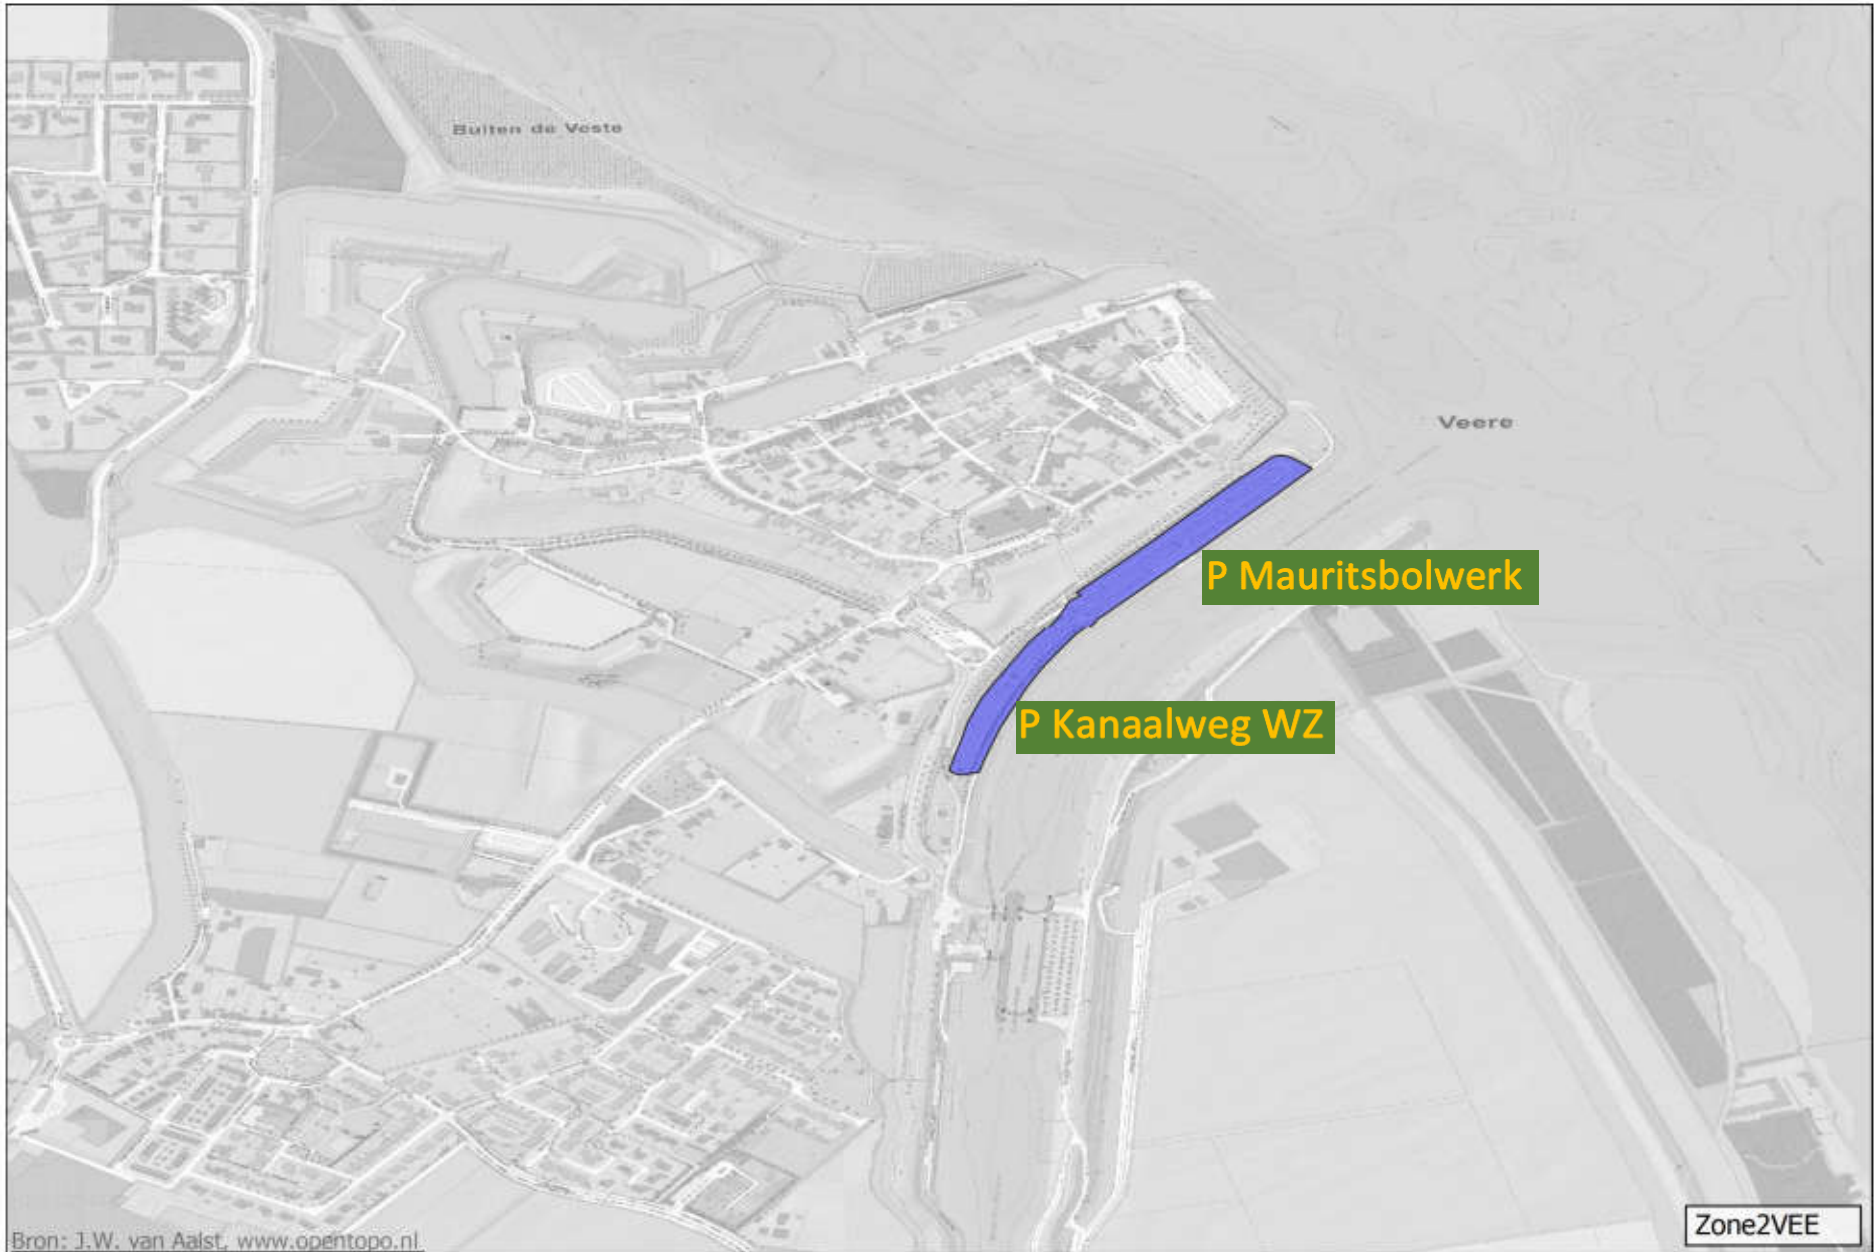 Buiten de Veste
Veere
P Mauritsbolwerk
P Kanaalweg WZ
Zone2VEE
Bron: J.W. van Aalst, www.opentopo.nl